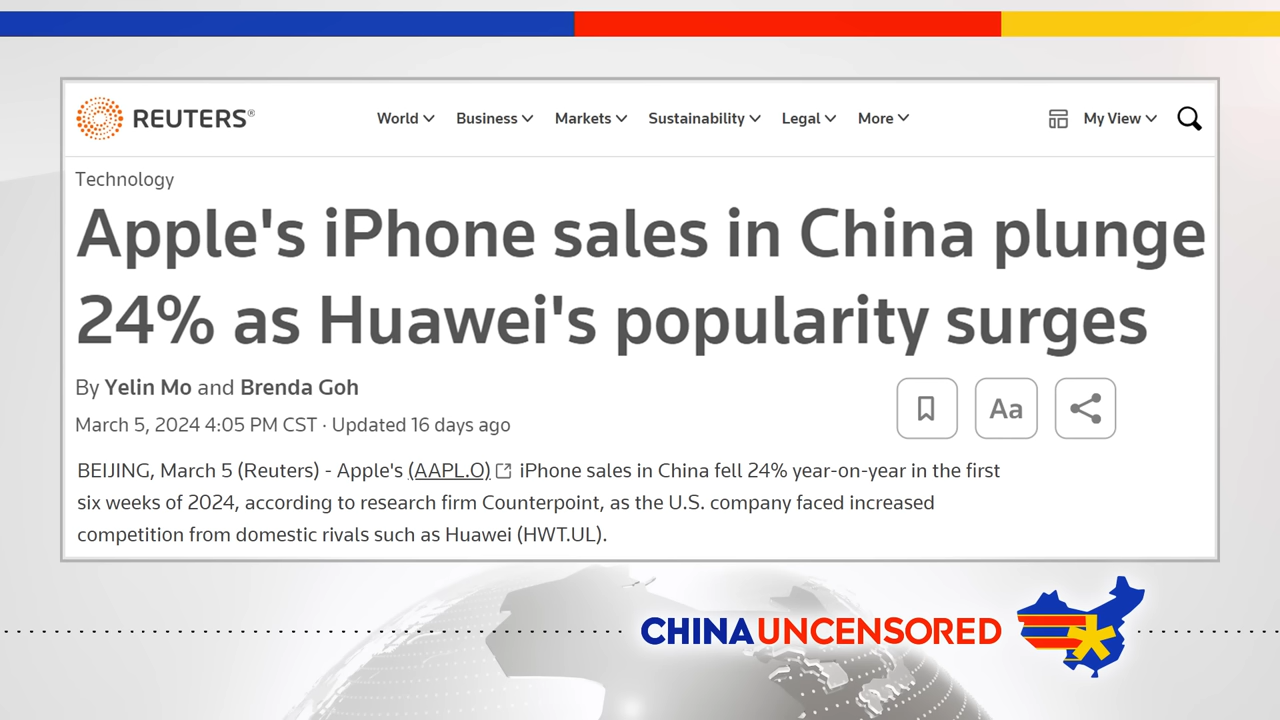 REUTERS®
World Business Markets Sustainability Legal More My View
Technology
Apple's iPhone sales in China plunge
24% as Huawei's popularity surges
By Yelin Mo and Brenda Goh
March 5, 2024 4:05 PM CST · Updated 16 days ago
Aa
BEIJING, March 5 (Reuters) - Apple's (AAPL.O) iPhone sales in China fell 24% year-on-year in the first
six weeks of 2024, according to research firm Counterpoint, as the U.S. company faced increased
competition from domestic rivals such as Huawei (HWT.UL).
CHINA UNCENSORED